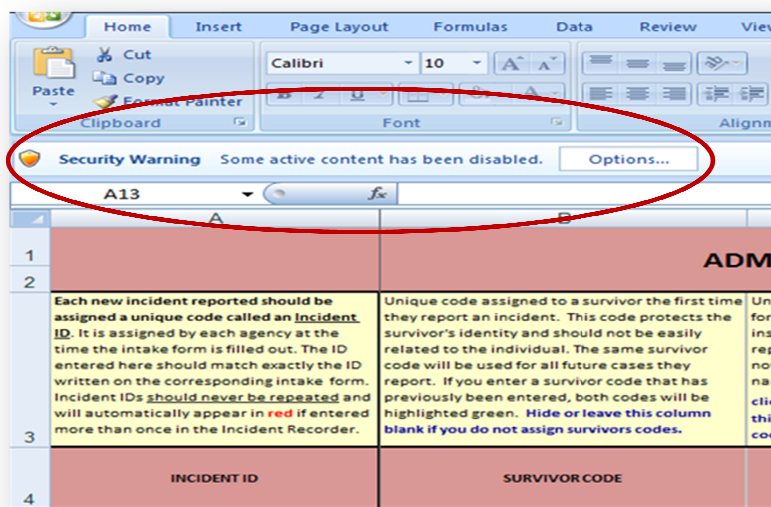 Home Insert Page Layout Formulas Data Review
Cut
Calibri 10 A A
Copy
Paste
Format Painter
B I U A
Clipboard Font
Security Warning Some active content has been disabled. Options...
A13 fx
A B
1 ADM
2
Each new incident reported should be
assigned a unique code called an Incident
ID. It is assigned by each agency at the
time the intake form is filled out. The ID
entered here should match exactly the ID
written on the corresponding intake form.
Incident IDs should never be repeated and
will automatically appear in red if entered
more than once in the Incident Recorder.
Unique code assigned to a survivor the first time
they report an incident. This code protects the
survivor's identity and should not be easily
related to the individual. The same survivor
code will be used for all future cases they
report. If you enter a survivor code that has
previously been entered, both codes will be
highlighted green. Hide or leave this column
blank if you do not assign survivors codes.
3
INCIDENT ID SURVIVOR CODE
4